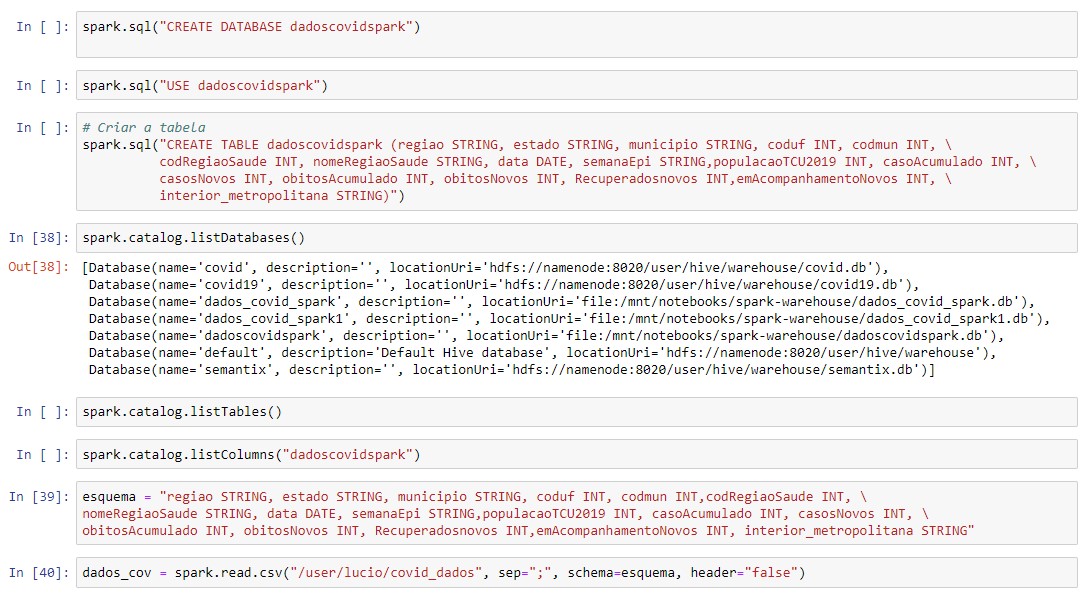 In [ ]: spark.sql("CREATE DATABASE dadoscovidspark")
In [ ]: spark.sql("USE dadoscovidspark")
In [ ]: # Criar a tabela
spark.sql("CREATE TABLE dadoscovidspark (regiao STRING, estado STRING, municipio STRING, coduf INT, codmun INT, \
codRegiaoSaude INT, nomeRegiaoSaude STRING, data DATE, semanaEpi STRING,populacaoTCU2019 INT, casoAcumulado INT, \
casosNovos INT, obitosAcumulado INT, obitosNovos INT, Recuperadosnovos INT,emAcompanhamentoNovos INT, \
interior_metropolitana STRING)")
In [38]: spark.catalog.listDatabases()
Out[38]: [Database(name='covid', description='', locationUri='hdfs://namenode:8020/user/hive/warehouse/covid.db'),
Database(name='covid19', description='', locationUri='hdfs://namenode:8020/user/hive/warehouse/covid19.db'),
Database(name='dados_covid_spark', description='', locationUri='file:/mnt/notebooks/spark-warehouse/dados_covid_spark.db'),
Database(name='dados_covid_spark1', description='', locationUri='file:/mnt/notebooks/spark-warehouse/dados_covid_spark1.db'),
Database(name='dadoscovidspark', description='', locationUri='file:/mnt/notebooks/spark-warehouse/dadoscovidspark.db'),
Database(name='default', description='Default Hive database', locationUri='hdfs://namenode:8020/user/hive/warehouse'),
Database(name='semantix', description='', locationUri='hdfs://namenode:8020/user/hive/warehouse/semantix.db')]
In [ ]: spark.catalog.listTables()
In [ ]: spark.catalog.listColumns("dadoscovidspark")
In [39]: esquema = "regiao STRING, estado STRING, municipio STRING, coduf INT, codmun INT,codRegiaoSaude INT, \
nomeRegiaoSaude STRING, data DATE, semanaEpi STRING,populacaoTCU2019 INT, casoAcumulado INT, casosNovos INT, \
obitosAcumulado INT, obitosNovos INT, Recuperadosnovos INT,emAcompanhamentoNovos INT, interior_metropolitana STRING"
In [40]: dados_cov = spark.read.csv("/user/lucio/covid_dados", sep=";", schema=esquema, header="false")